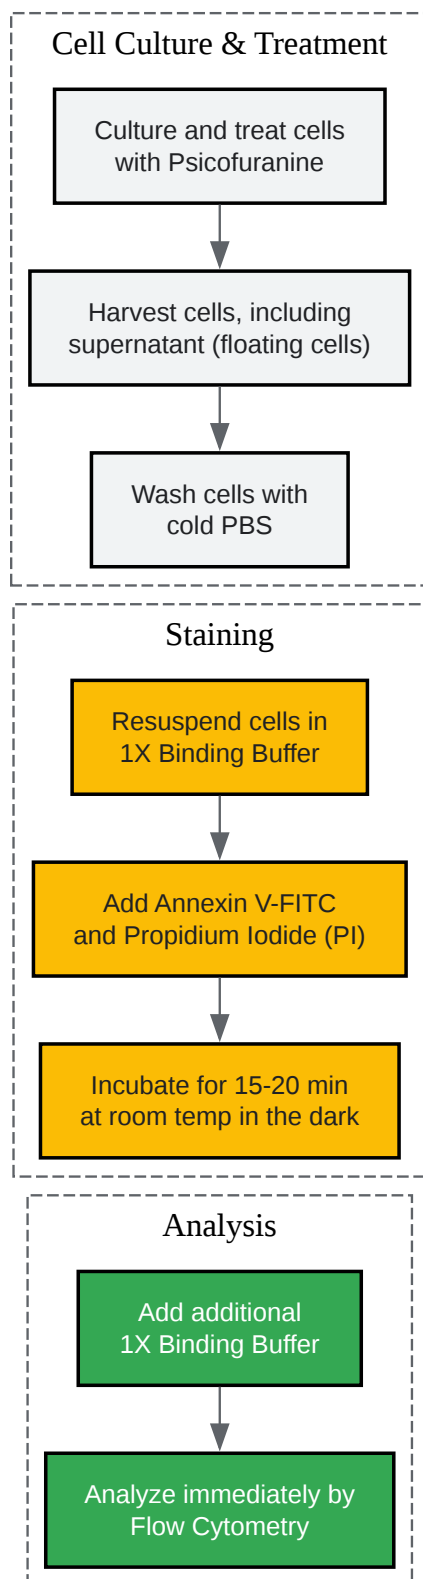 Cell Culture & Treatment
Culture and treat cells
with Psicofuranine
Harvest cells, including
supernatant (floating cells)
Wash cells with
cold PBS
Staining
Resuspend cells in
1X Binding Buffer
Add Annexin V-FITC
and Propidium Iodide (PI)
Incubate for 15-20 min
at room temp in the dark
Analysis
Add additional
1X Binding Buffer
Analyze immediately by
Flow Cytometry